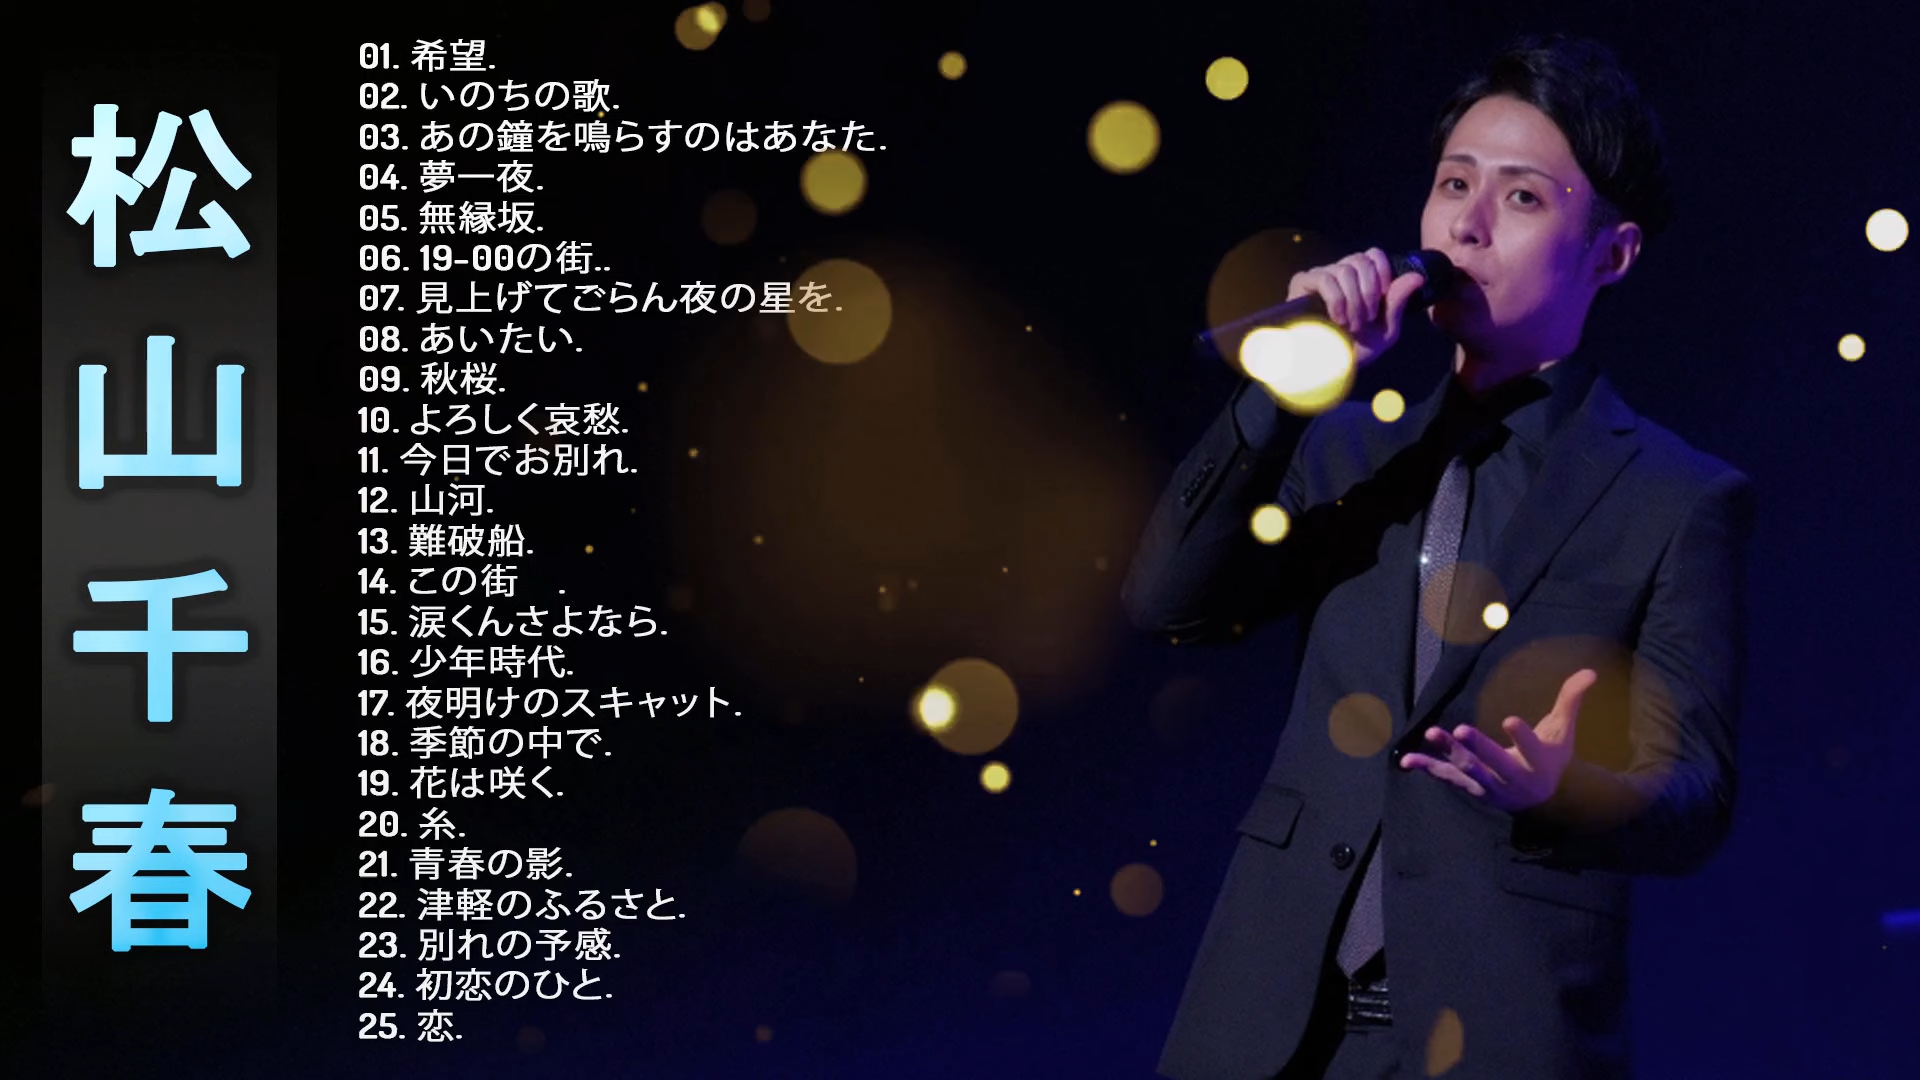 松山千春
01. 希望.
02. いのちの歌.
03. あの鐘を鳴らすのはあなた.
04. 夢一夜.
05. 無縁坂.
06. 19-00の街..
07. 見上げてごらん夜の星を.
08. あいたい.
09. 秋桜.
10. よろしく哀愁.
11. 今日でお別れ.
12. 山河.
13. 難破船.
14. この街　.
15. 涙くんさよなら.
16. 少年時代.
17. 夜明けのスキャット.
18. 季節の中で.
19. 花は咲く.
20. 糸.
21. 青春の影.
22. 津軽のふるさと.
23. 別れの予感.
24. 初恋のひと.
25. 恋.